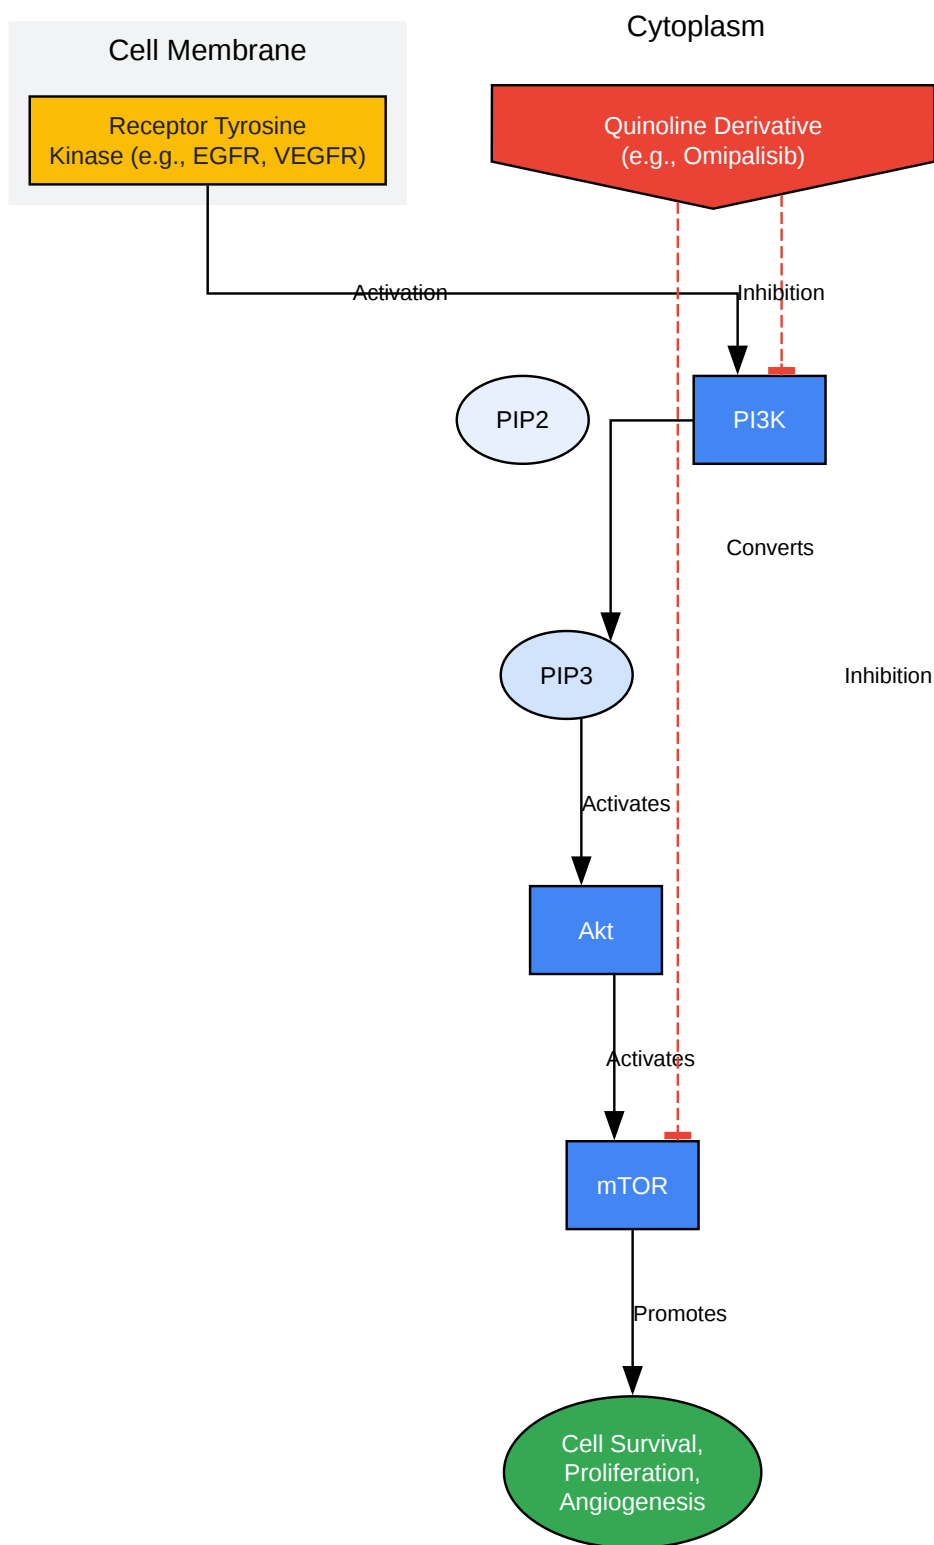 Cytoplasm
Cell Membrane
Receptor Tyrosine
Kinase (e.g., EGFR, VEGFR)
Quinoline Derivative
(e.g., Omipalisib)
Activation
Inhibition
PIP2
PI3K
Converts
PIP3
Inhibition
Activates
Akt
Activates
mTOR
Promotes
Cell Survival,
Proliferation,
Angiogenesis